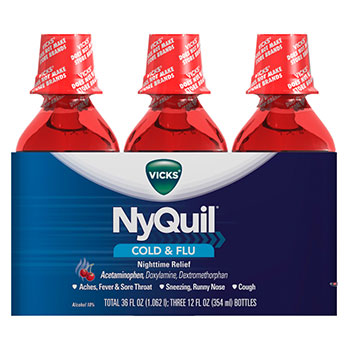 VICKS
NyQuil
COLD & FLU
Nighttime Relief
Acetaminophen, Doxylamine, Dextromethorphan
• Aches, Fever & Sore Throat • Sneezing, Runny Nose • Cough
Alcohol 10%
TOTAL 36 FL OZ (1.062 l); THREE 12 FL OZ (354 ml) BOTTLES